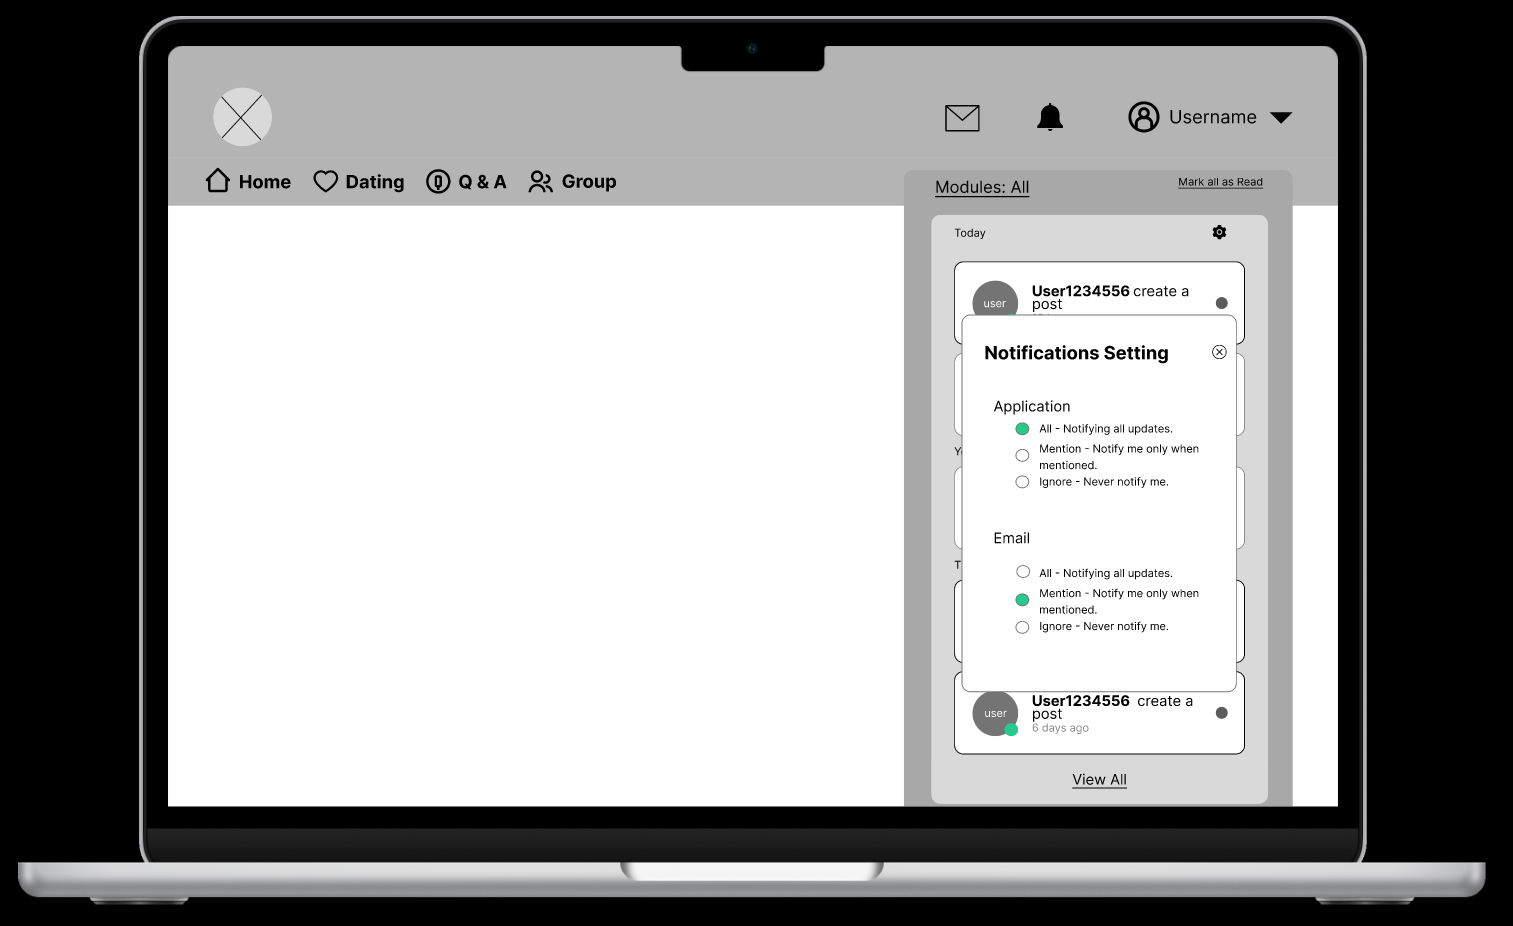 Username
Home
Dating
Q & A
Group
Modules: All
Mark all as Read
Today
user
User1234556 create a
post
Notifications Setting
Application
All - Notifying all updates.
Mention - Notify me only when
mentioned.
Ignore - Never notify me.
Email
All - Notifying all updates.
Mention - Notify me only when
mentioned.
Ignore - Never notify me.
user
User1234556 create a
post
6 days ago
View All